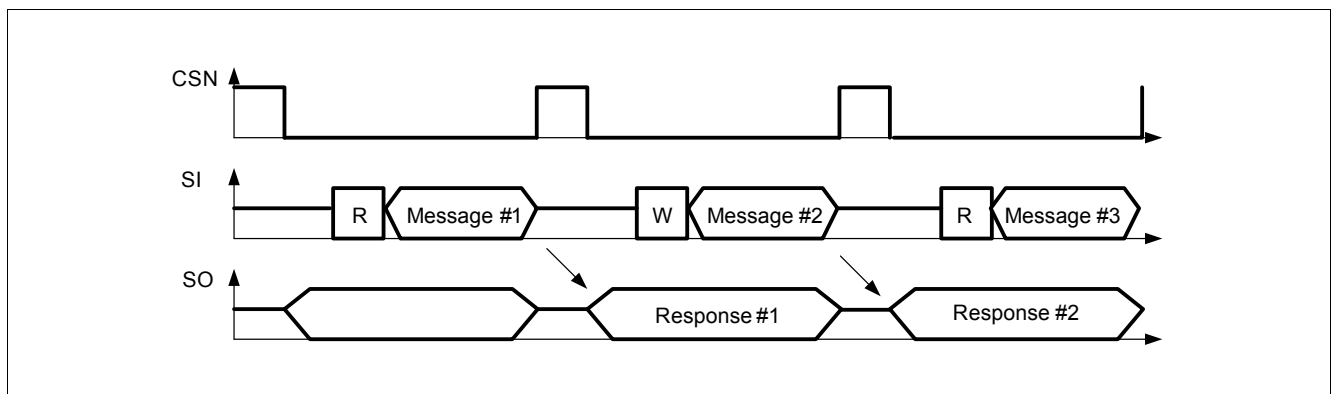 CSN
SI
R
Message #1
W
Message #2
R
Message #3
SO
Response #1
Response #2